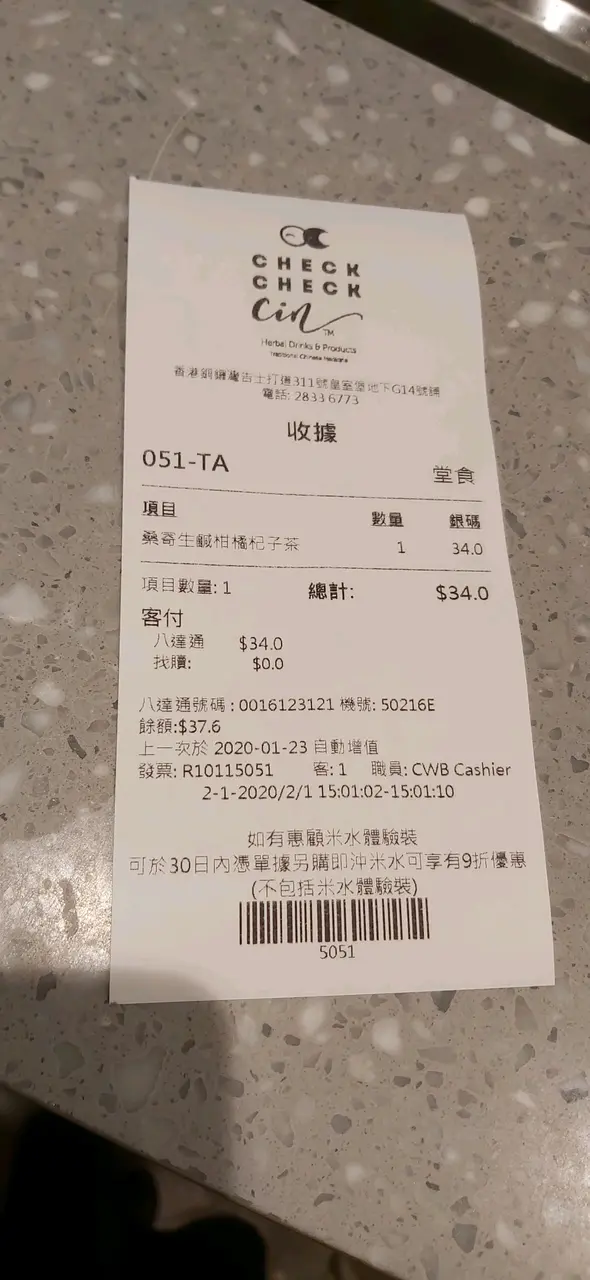 CHECK
CHECK
Cin TM
Herbal Drinks & Products
Traditional Chinese Medicine
香港銅鑼灣告士打道311號皇室堡地下G14號舖
電話: 2833 6773
收據
051-TA 堂食
項目 數量 銀碼
桑寄生鹹柑橘杞子茶 1 34.0
項目數量: 1 總計: $34.0
客付
八達通 $34.0
找贖: $0.0
八達通號碼 : 0016123121 機號: 50216E
餘額:$37.6
上一次於 2020-01-23 自動增值
發票: R10115051 客: 1 職員: CWB Cashier
2-1-2020/2/1 15:01:02-15:01:10
如有惠顧米水體驗裝
可於30日內憑單據另購即沖米水可享有9折優惠
(不包括米水體驗裝)
5051